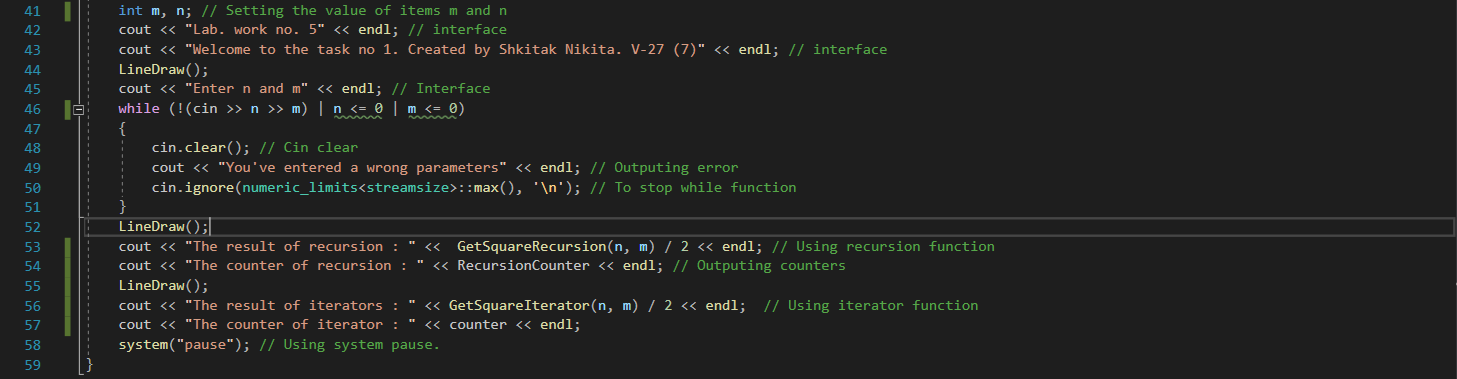 41 int m, n; // Setting the value of items m and n
42 cout << "Lab. work no. 5" << endl; // interface
43 cout << "Welcome to the task no 1. Created by Shkitak Nikita. V-27 (7)" << endl; // interface
44 LineDraw();
45 cout << "Enter n and m" << endl; // Interface
46 while (!(cin >> n >> m) | n <= 0 | m <= 0)
47 {
48 cin.clear(); // Cin clear
49 cout << "You've entered a wrong parameters" << endl; // Outputing error
50 cin.ignore(numeric_limits<streamsize>::max(), '\n'); // To stop while function
51 }
52 LineDraw();
53 cout << "The result of recursion : " <<  GetSquareRecursion(n, m) / 2 << endl; // Using recursion function
54 cout << "The counter of recursion : " << RecursionCounter << endl; // Outputing counters
55 LineDraw();
56 cout << "The result of iterators : " << GetSquareIterator(n, m) / 2 << endl;  // Using iterator function
57 cout << "The counter of iterator : " << counter << endl;
58 system("pause"); // Using system pause.
59 }